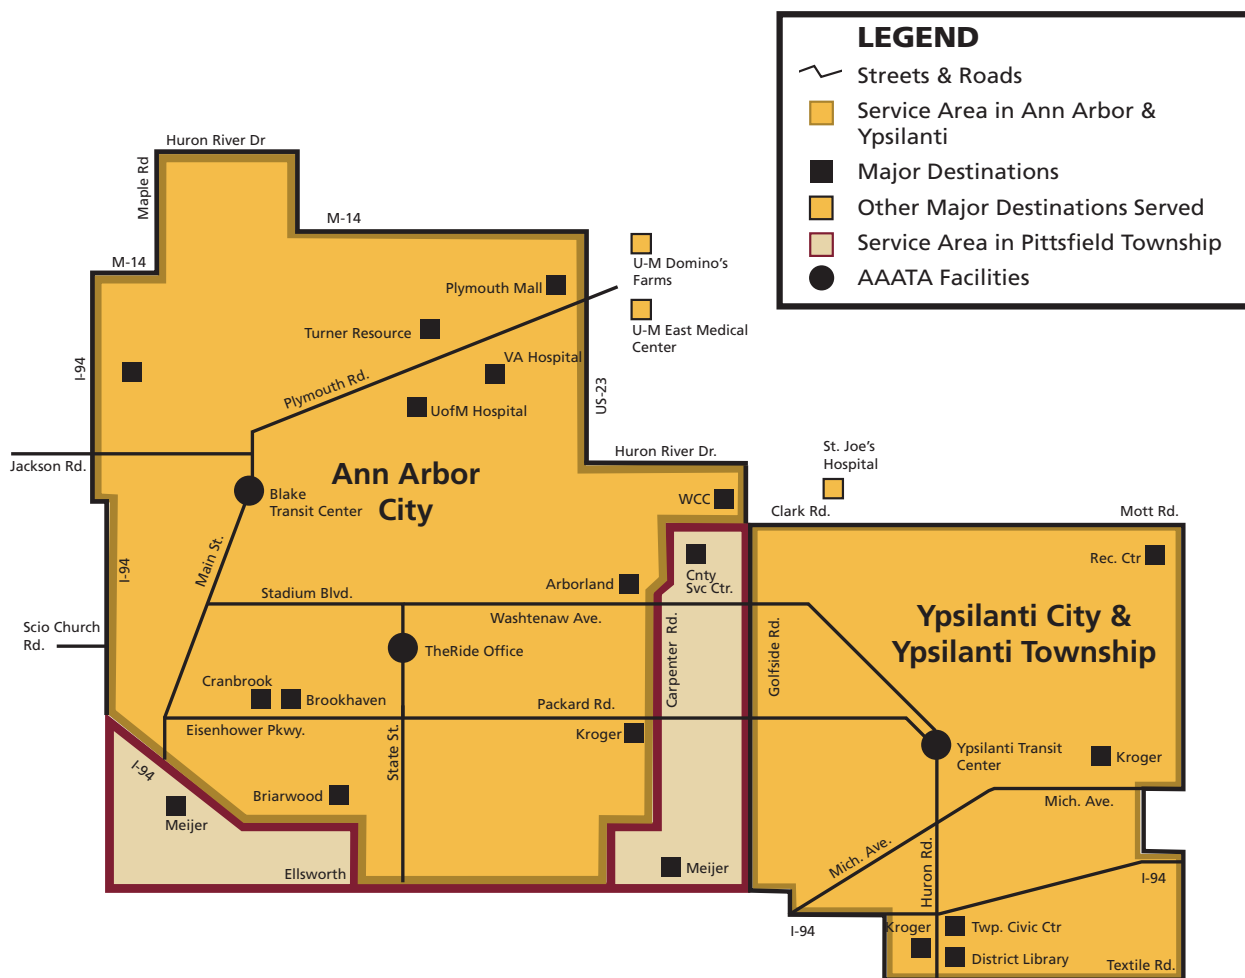 LEGEND
Streets & Roads
Service Area in Ann Arbor &
Ypsilanti
Major Destinations
Other Major Destinations Served
Service Area in Pittsfield Township
AAATA Facilities
Huron River Dr
Maple Rd
M-14
M-14
U-M Domino's
Farms
Plymouth Mall
U-M East Medical
Center
Turner Resource
VA Hospital
I-94
Plymouth Rd.
US-23
UofM Hospital
Jackson Rd.
Ann Arbor
City
Huron River Dr.
St. Joe's
Hospital
Blake
Transit Center
WCC
Clark Rd.
Mott Rd.
I-94
Main St.
Rec. Ctr
Cnty
Svc Ctr.
Arborland
Stadium Blvd.
Washtenaw Ave.
Scio Church
Rd.
Carpenter Rd.
Golfside Rd.
Ypsilanti City &
Ypsilanti Township
TheRide Office
Cranbrook
Brookhaven
Packard Rd.
Eisenhower Pkwy.
State St.
Kroger
Ypsilanti Transit
Center
Kroger
I-94
Briarwood
Mich. Ave.
Meijer
Mich. Ave.
Huron Rd.
Ellsworth
Meijer
I-94
I-94
Kroger
Twp. Civic Ctr
District Library
Textile Rd.